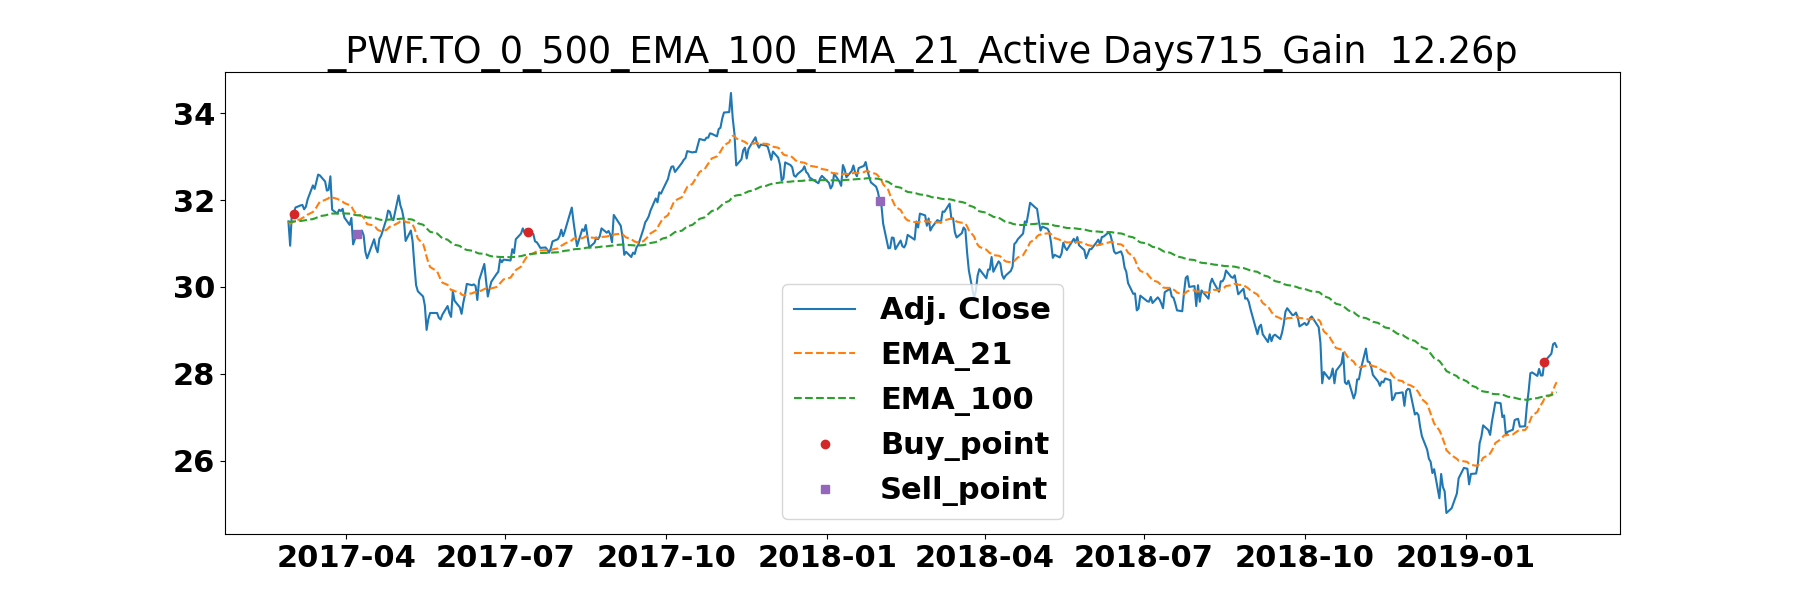 _PWF.TO_0_500_EMA_100_EMA_21_Active Days715_Gain  12.26p
34
32
30
28
26
Adj. Close
EMA_21
EMA_100
Buy_point
Sell_point
2017-04 2017-07 2017-10 2018-01 2018-04 2018-07 2018-10 2019-01